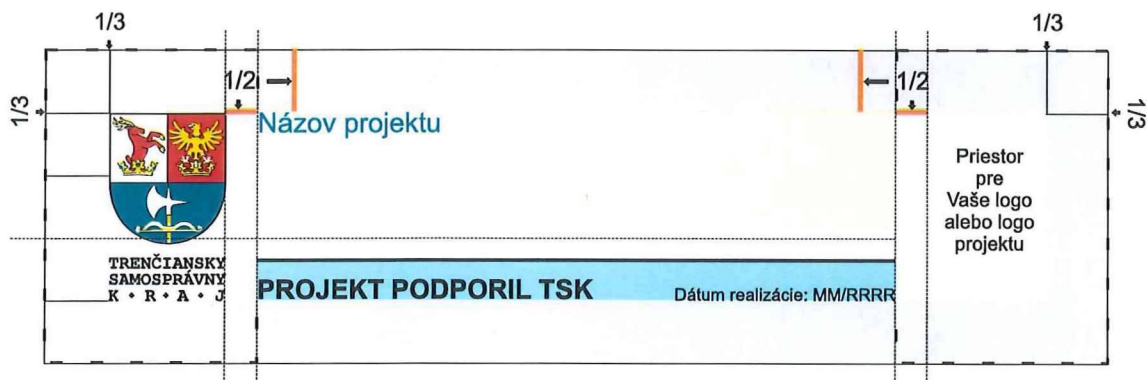 1/3
1/3
1/2
1/2
1/3
1/3
Názov projektu
Priestor
pre
Vaše logo
alebo logo
projektu
TRENČIANSKY
SAMOSPRÁVNY
K • R • A • J
PROJEKT PODPORIL TSK
Dátum realizácie: MM/RRRR